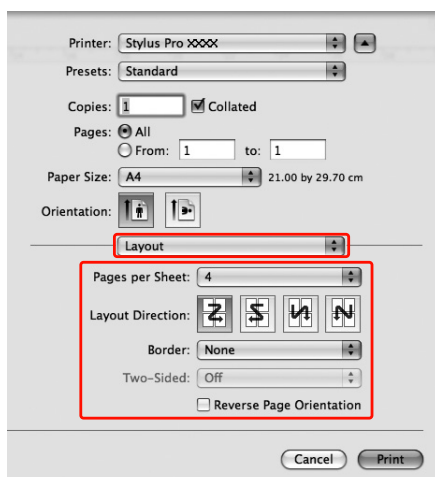 Printer: Stylus Pro XXXX
Presets: Standard
Copies: 1 Collated
Pages: All
From: 1 to: 1
Paper Size: A4 21.00 by 29.70 cm
Orientation:
Layout
Pages per Sheet: 4
Layout Direction:
Border: None
Two-Sided: Off
Reverse Page Orientation
Cancel Print